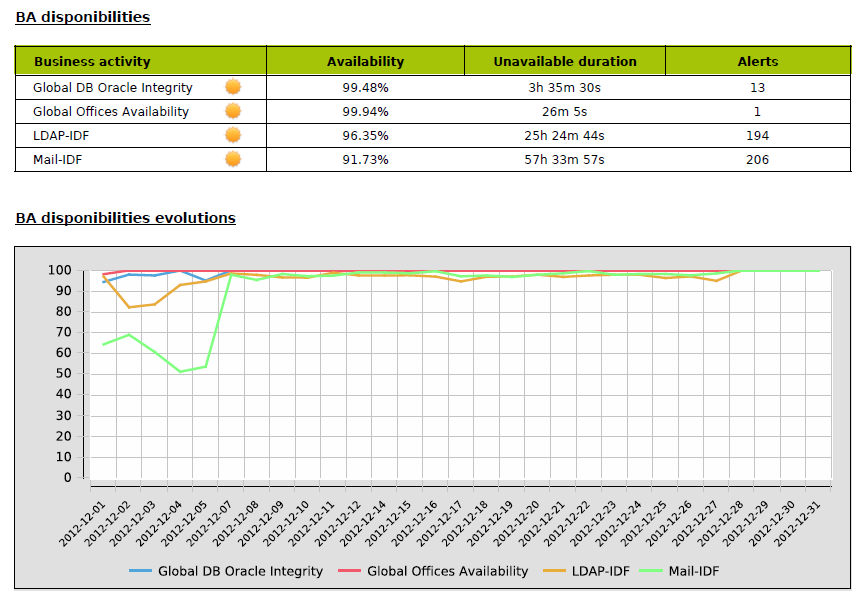 BA disponibilities
Business activity Availability Unavailable duration Alerts
Global DB Oracle Integrity 99.48% 3h 35m 30s 13
Global Offices Availability 99.94% 26m 5s 1
LDAP-IDF 96.35% 25h 24m 44s 194
Mail-IDF 91.73% 57h 33m 57s 206
BA disponibilities evolutions
100
90
80
70
60
50
40
30
20
10
0
2012-12-01 2012-12-02 2012-12-03 2012-12-04 2012-12-05 2012-12-07 2012-12-08 2012-12-09 2012-12-10 2012-12-11 2012-12-12 2012-12-14 2012-12-15 2012-12-16 2012-12-17 2012-12-18 2012-12-19 2012-12-20 2012-12-21 2012-12-22 2012-12-23 2012-12-24 2012-12-25 2012-12-26 2012-12-27 2012-12-28 2012-12-29 2012-12-30 2012-12-31
Global DB Oracle Integrity Global Offices Availability LDAP-IDF Mail-IDF